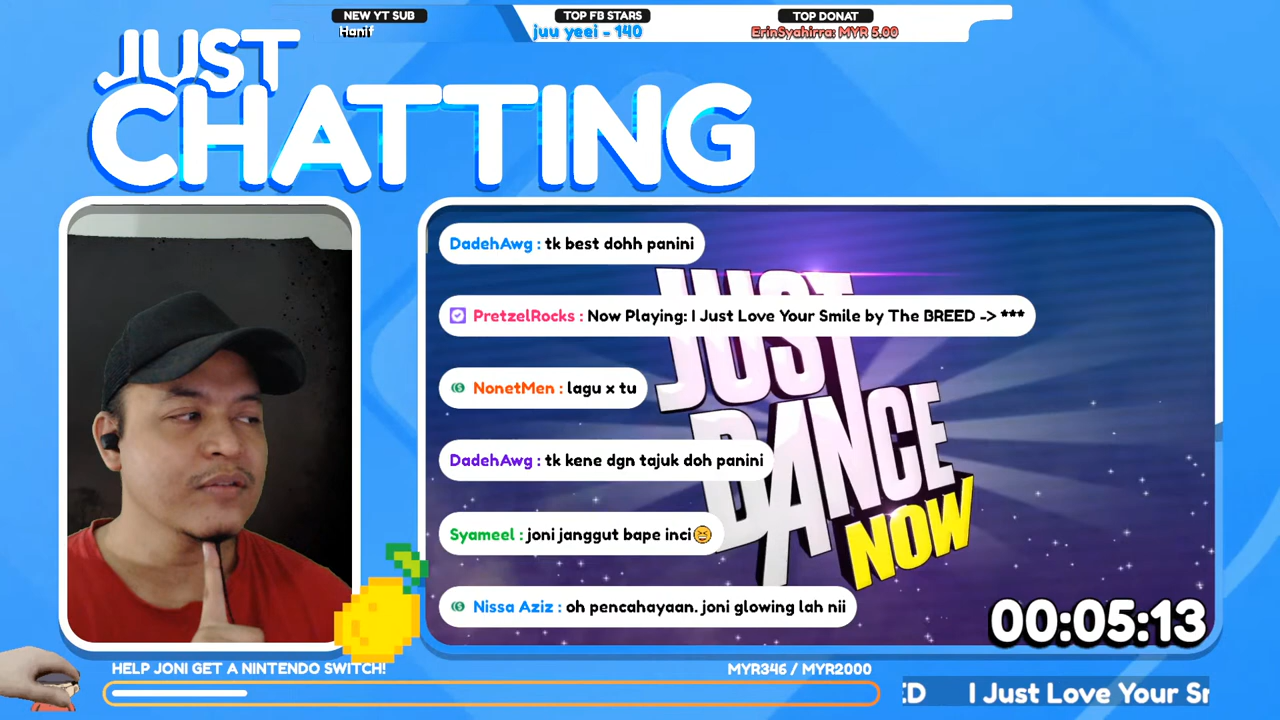 NEW YT SUB
Hanif
TOP FB STARS
juu yeei - 140
TOP DONAT
ErinSyahirra: MYR 5.00
JUST
CHATTING
DadehAwg : tk best dohh panini
PretzelRocks : Now Playing: I Just Love Your Smile by The BREED -> ***
NonetMen : lagu x tu
DadehAwg : tk kene dgn tajuk doh panini
Syameel : joni janggut bape inci😆
Nissa Aziz : oh pencahayaan. joni glowing lah nii
JUST
DANCE
NOW
00:05:13
HELP JONI GET A NINTENDO SWITCH!
MYR346 / MYR2000
ED I Just Love Your Sr